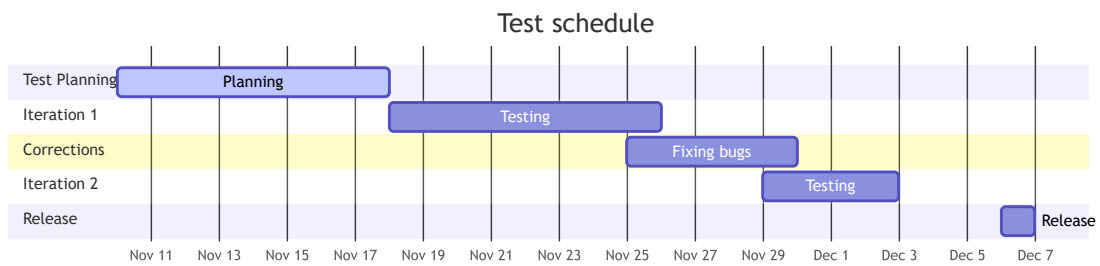 Test schedule
Test Planning
Planning
Iteration 1
Testing
Corrections
Fixing bugs
Iteration 2
Testing
Release
Release
Nov 11 Nov 13 Nov 15 Nov 17 Nov 19 Nov 21 Nov 23 Nov 25 Nov 27 Nov 29 Dec 1 Dec 3 Dec 5 Dec 7